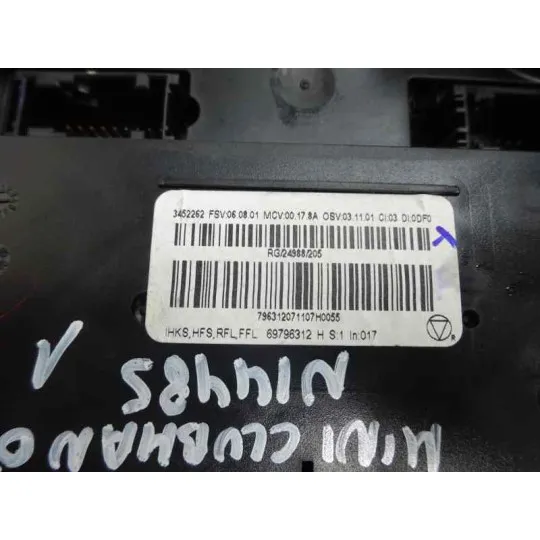 3452262 FSV:06.08.01 MCV:00.17.8A OSV:03.11.01 CI:03 DI:0DF0
RG/24988/205
796312071107H0055
IHKS,HFS,RFL,FFL 69796312 H S:1 In:017
R
MINI CLUBMAN
N14485